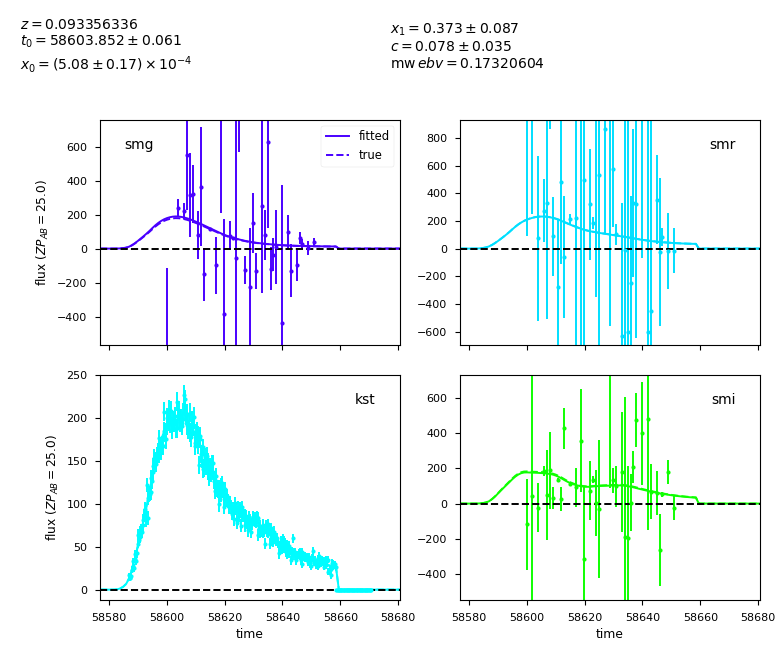 z = 0.093356336
t₀ = 58603.852 ± 0.061
x₀ = (5.08 ± 0.17) × 10⁻⁴
x₁ = 0.373 ± 0.087
c = 0.078 ± 0.035
mw ebv = 0.17320604
smg
fitted
true
600
400
200
0
−200
−400
flux (ZP_AB = 25.0)
smr
800
600
400
200
0
−200
−400
−600
kst
250
200
150
100
50
0
flux (ZP_AB = 25.0)
58580 58600 58620 58640 58660 58680
time
smi
600
400
200
0
−200
−400
58580 58600 58620 58640 58660 58680
time